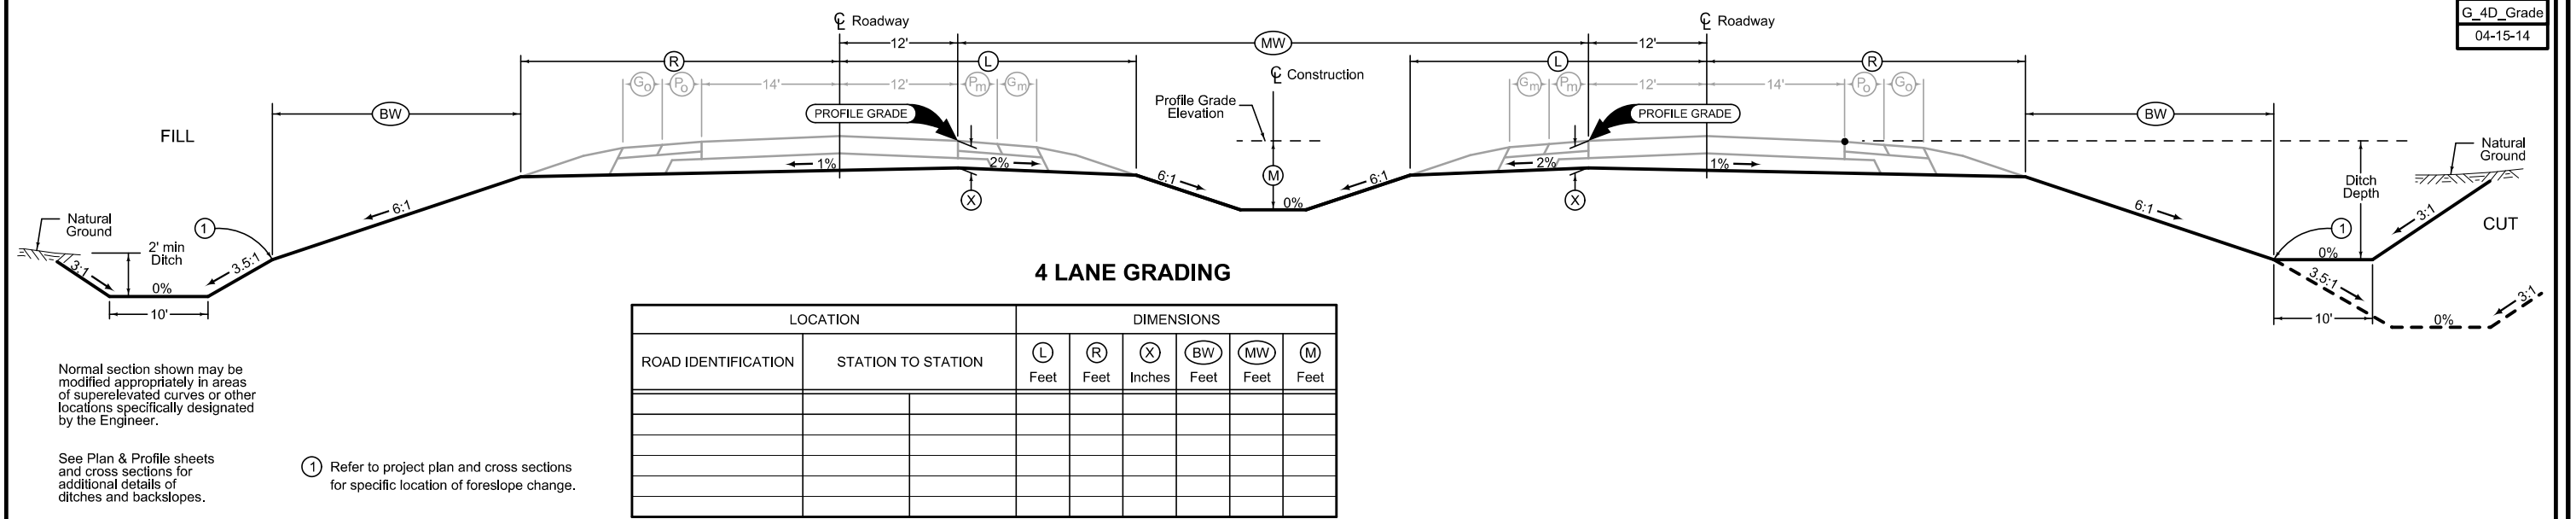 G_4D_Grade
04-15-14
CL Roadway
CL Roadway
12'
MW
12'
R
L
L
R
CL Construction
Go
Po
14'
12'
Pm
Gm
Gm
Pm
12'
14'
Po
Go
BW
PROFILE GRADE
Profile Grade
Elevation
PROFILE GRADE
BW
FILL
1%
2%
M
2%
1%
Natural
Ground
6:1
6:1
X
0%
X
6:1
6:1
Ditch
Depth
3:1
CUT
Natural
Ground
1
2' min
Ditch
3:1
3.5:1
0%
10'
1
0%
3.5:1
10'
0%
3:1
4 LANE GRADING
LOCATION
DIMENSIONS
ROAD IDENTIFICATION
STATION TO STATION
L
Feet
R
Feet
X
Inches
BW
Feet
MW
Feet
M
Feet
Normal section shown may be
modified appropriately in areas
of superelevated curves or other
locations specifically designated
by the Engineer.
See Plan & Profile sheets
and cross sections for
additional details of
ditches and backslopes.
1 Refer to project plan and cross sections
for specific location of foreslope change.